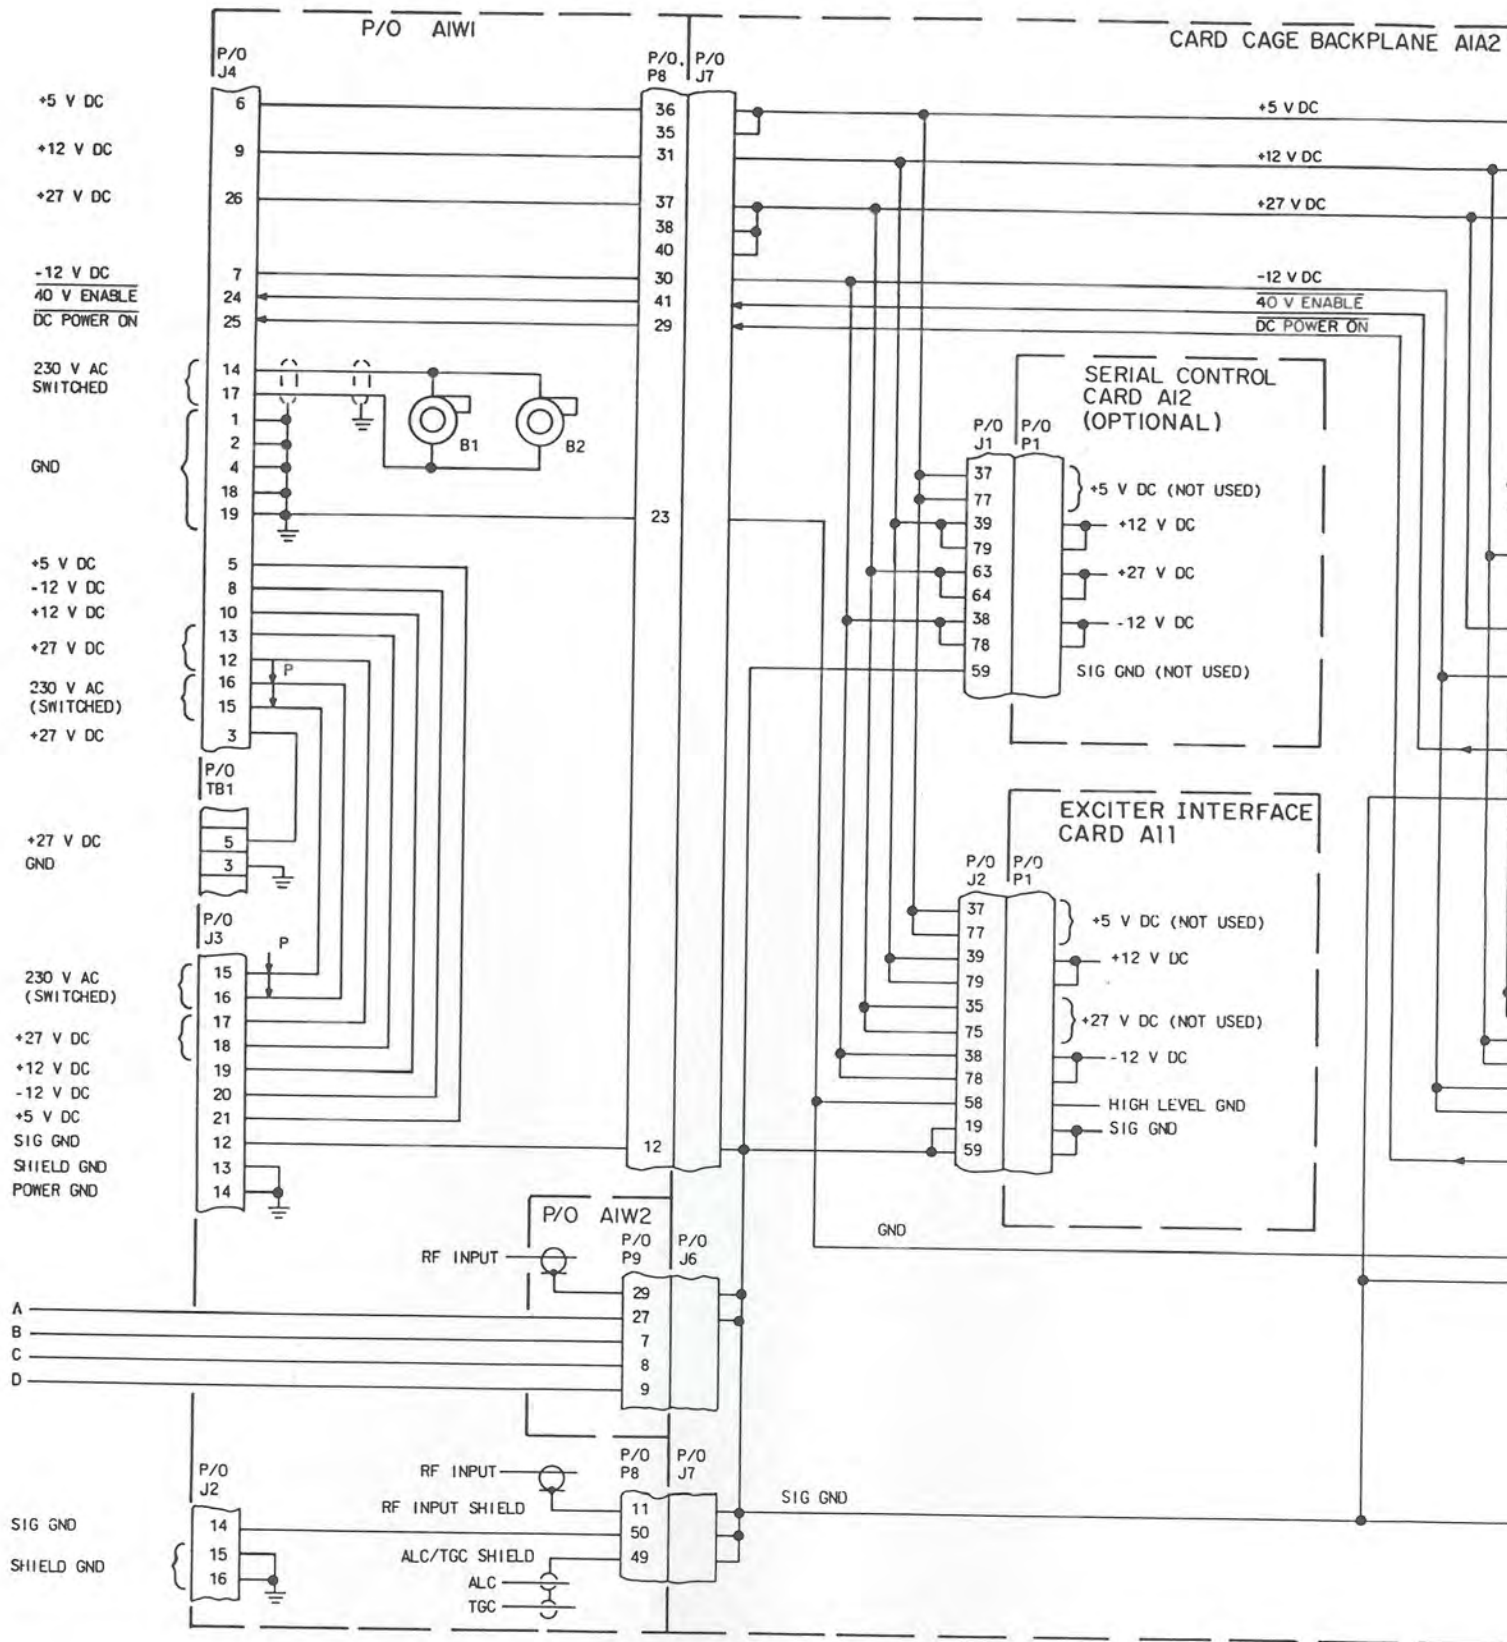 P/O A1W1
CARD CAGE BACKPLANE A1A2
P/O
J4
P/O.
P8
P/O
J7
+5 V DC
6
36
+5 V DC
35
+12 V DC
9
31
+12 V DC
+27 V DC
26
37
+27 V DC
38
40
-12 V DC
7
30
-12 V DC
40 V ENABLE
24
41
40 V ENABLE
DC POWER ON
25
29
DC POWER ON
230 V AC
SWITCHED
14
17
1
2
GND
4
18
19
23
B1
B2
+5 V DC
5
-12 V DC
8
+12 V DC
10
+27 V DC
13
12
P
230 V AC
(SWITCHED)
16
15
+27 V DC
3
SERIAL CONTROL
CARD A12
(OPTIONAL)
P/O
J1
P/O
P1
37
77
+5 V DC (NOT USED)
39
+12 V DC
79
63
+27 V DC
64
38
-12 V DC
78
59
SIG GND (NOT USED)
P/O
TB1
+27 V DC
5
GND
3
EXCITER INTERFACE
CARD A11
P/O
J2
P/O
P1
37
77
+5 V DC (NOT USED)
39
+12 V DC
79
35
75
+27 V DC (NOT USED)
38
-12 V DC
78
58
HIGH LEVEL GND
19
SIG GND
59
P/O
J3
P
230 V AC
(SWITCHED)
15
16
+27 V DC
17
18
+12 V DC
19
-12 V DC
20
+5 V DC
21
SIG GND
12
12
SHIELD GND
13
POWER GND
14
GND
P/O A1W2
P/O
P9
P/O
J6
RF INPUT
29
A
27
B
7
C
8
D
9
P/O
J2
P/O
P8
P/O
J7
RF INPUT
RF INPUT SHIELD
11
SIG GND
SIG GND
14
50
SHIELD GND
15
16
ALC/TGC SHIELD
49
ALC
TGC